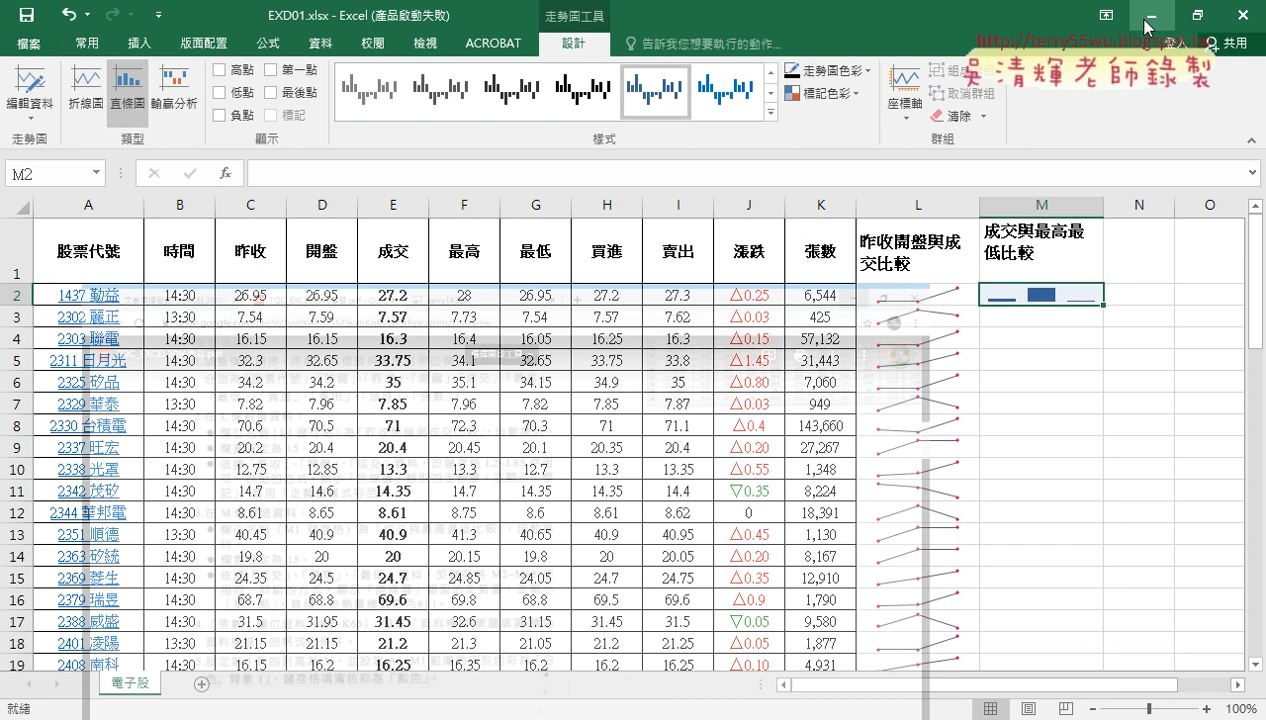 EXD01.xlsx - Excel (產品啟動失敗)
走勢圖工具
檔案 常用 插入 版面配置 公式 資料 校閱 檢視 ACROBAT 設計 告訴我您想要執行的動作... 登入 共用
http://terry55wu.blogspot.tw
吳清輝老師錄製
編輯資料 折線圖 直條圖 輸贏分析
高點 第一點
低點 最後點
負點 標記
走勢圖色彩
標記色彩
座標軸
取消群組
清除
走勢圖 類型 顯示 樣式 群組
M2 fx
A B C D E F G H I J K L M N O
1 股票代號 時間 昨收 開盤 成交 最高 最低 買進 賣出 漲跌 張數 昨收開盤與成交比較 成交與最高最低比較
2 1437 勤益 14:30 26.95 26.95 27.2 28 26.95 27.2 27.3 △0.25 6,544
3 2302 麗正 13:30 7.54 7.59 7.57 7.73 7.54 7.57 7.62 △0.03 425
4 2303 聯電 14:30 16.15 16.15 16.3 16.4 16.05 16.25 16.3 △0.15 57,132
5 2311 日月光 14:30 32.3 32.65 33.75 34.1 32.65 33.75 33.8 △1.45 31,443
6 2325 矽品 14:30 34.2 34.2 35 35.1 34.15 34.9 35 △0.80 7,060
7 2329 華泰 13:30 7.82 7.96 7.85 7.96 7.82 7.85 7.87 △0.03 949
8 2330 台積電 14:30 70.6 70.5 71 72.3 70.3 71 71.1 △0.4 143,660
9 2337 旺宏 14:30 20.2 20.4 20.4 20.45 20.1 20.35 20.4 △0.20 27,267
10 2338 光罩 14:30 12.75 12.85 13.3 13.3 12.7 13.3 13.35 △0.55 1,348
11 2342 茂矽 14:30 14.7 14.6 14.35 14.7 14.35 14.35 14.4 ▽0.35 8,224
12 2344 華邦電 14:30 8.61 8.65 8.61 8.75 8.6 8.61 8.62 0 18,391
13 2351 順德 13:30 40.45 40.9 40.9 41.3 40.65 40.9 40.95 △0.45 1,130
14 2363 矽統 14:30 19.8 20 20 20.15 19.8 20 20.05 △0.20 8,167
15 2369 菱生 14:30 24.35 24.5 24.7 24.85 24.05 24.7 24.75 △0.35 12,910
16 2379 瑞昱 14:30 68.7 68.8 69.6 69.8 68.8 69.5 69.6 △0.9 1,790
17 2388 威盛 14:30 31.5 31.95 31.45 32.6 31.15 31.45 31.5 ▽0.05 9,580
18 2401 凌陽 13:30 21.15 21.15 21.2 21.3 21.05 21.2 21.25 △0.05 1,877
19 2408 南科 14:30 16.15 16.2 16.25 16.35 16.2 16.2 16.25 △0.10 4,931
電子股
就緒 100%